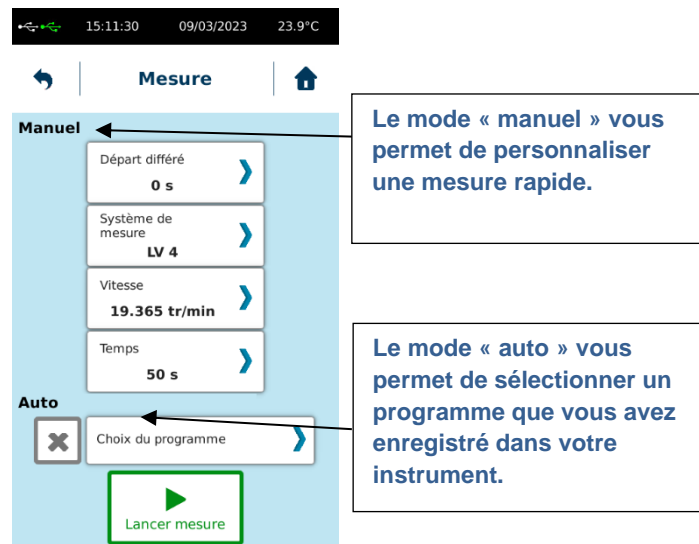 15:11:30 09/03/2023 23.9°C
Mesure
Manuel
Départ différé
0 s
Système de
mesure
LV 4
Vitesse
19.365 tr/min
Temps
50 s
Auto
Choix du programme
Lancer mesure
Le mode « manuel » vous
permet de personnaliser
une mesure rapide.
Le mode « auto » vous
permet de sélectionner un
programme que vous avez
enregistré dans votre
instrument.